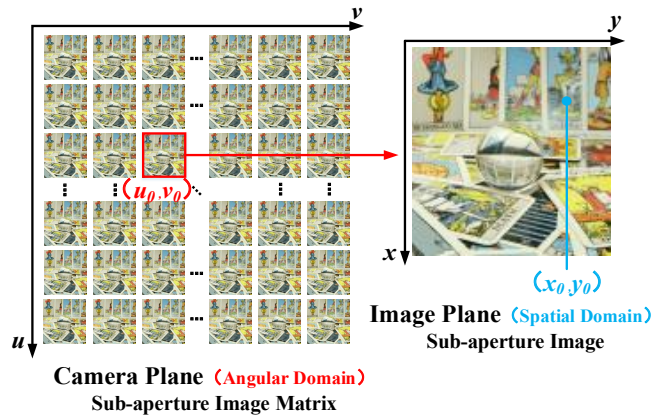 v
y
(u₀,v₀)
x
(x₀,y₀)
u
Image Plane (Spatial Domain)
Sub-aperture Image
Camera Plane (Angular Domain)
Sub-aperture Image Matrix